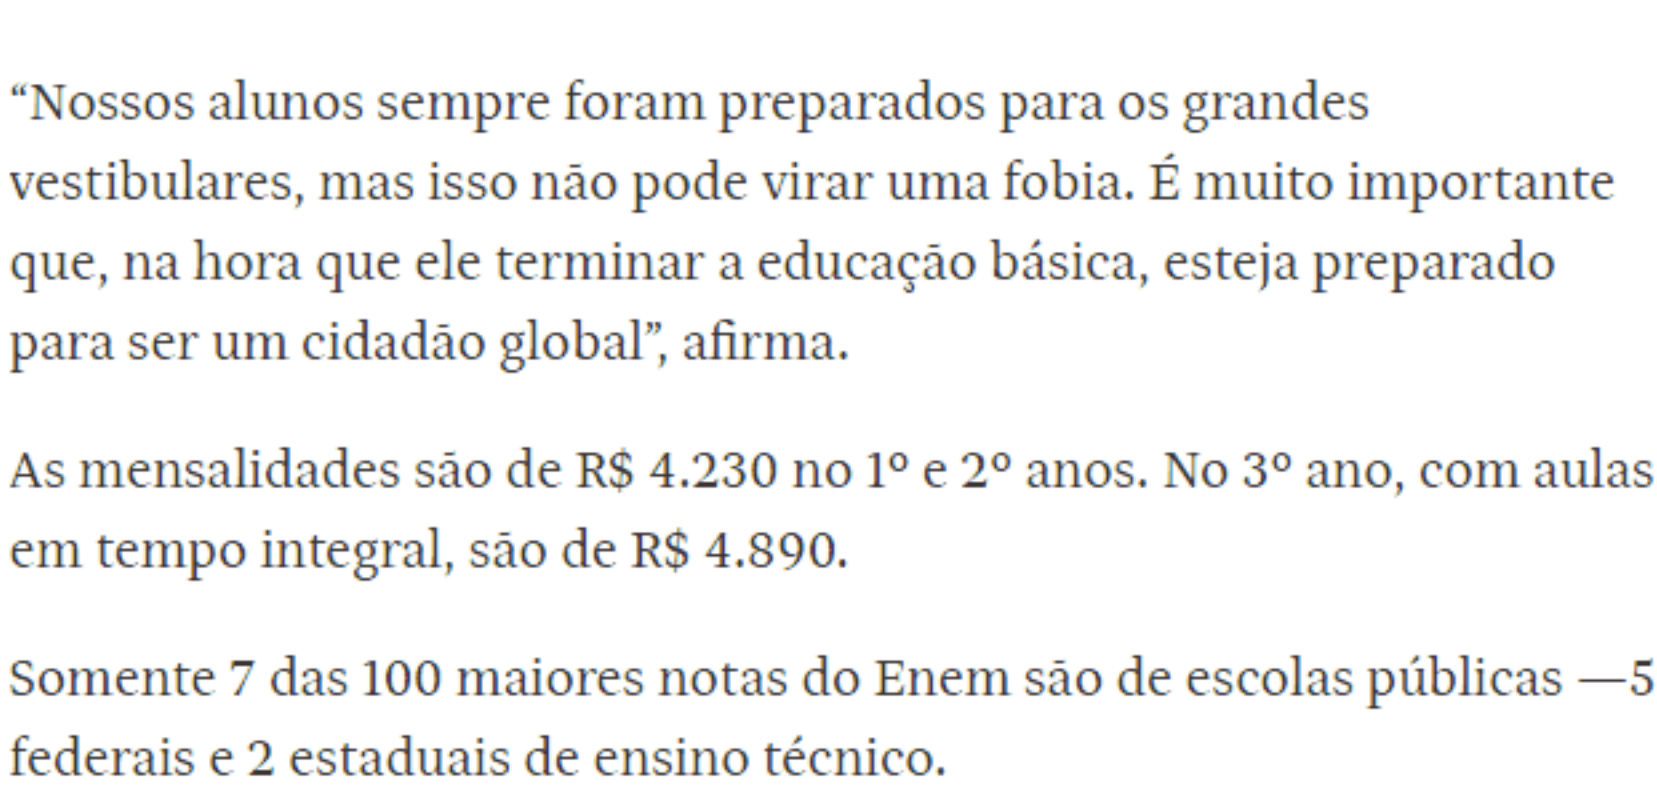 “Nossos alunos sempre foram preparados para os grandes
vestibulares, mas isso não pode virar uma fobia. É muito importante
que, na hora que ele terminar a educação básica, esteja preparado
para ser um cidadão global”, afirma.
As mensalidades são de R$ 4.230 no 1º e 2º anos. No 3º ano, com aulas
em tempo integral, são de R$ 4.890.
Somente 7 das 100 maiores notas do Enem são de escolas públicas —5
federais e 2 estaduais de ensino técnico.